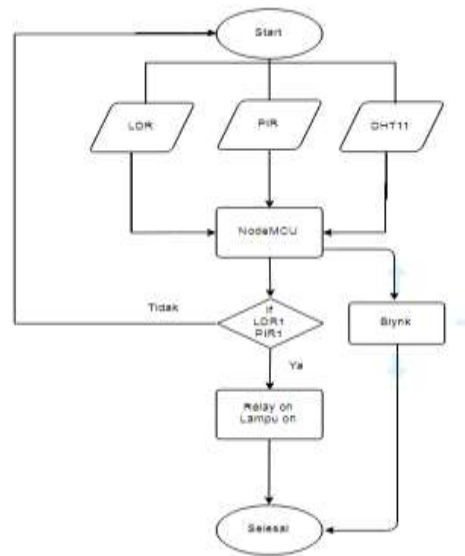 Start
LDR
PIR
DHT11
NodeMCU
Tidak
If
LDR1
PIR1
Blynk
Ya
Relay on
Lampu on
Selesai